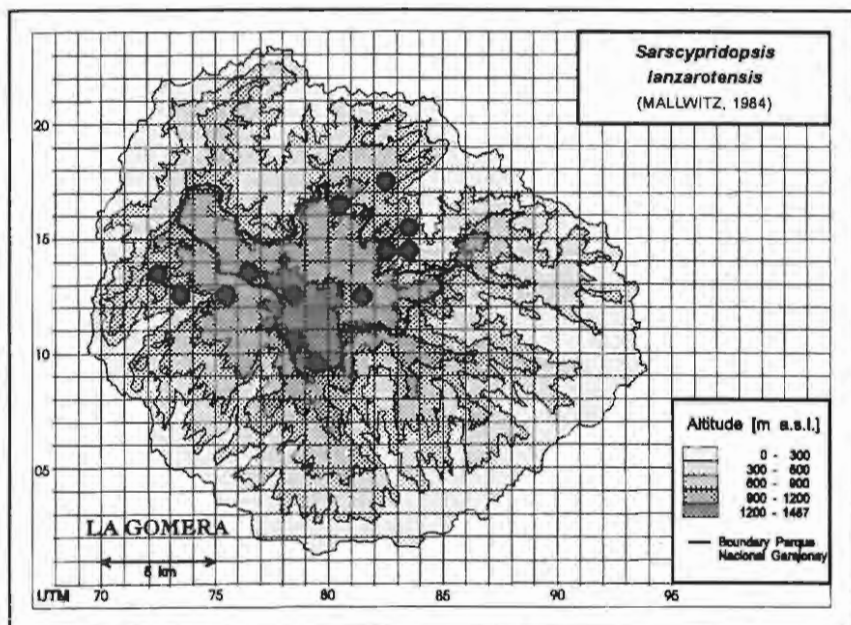 Sarscypridopsis
lanzarotensis
(MALLWITZ, 1984)
20
15
10
05
Altitude [m a.s.l.]
0 - 300
300 - 600
600 - 900
900 - 1200
1200 - 1487
Boundary Parque
Nacional Garajonay
LA GOMERA
5 km
UTM 70 75 80 85 90 95